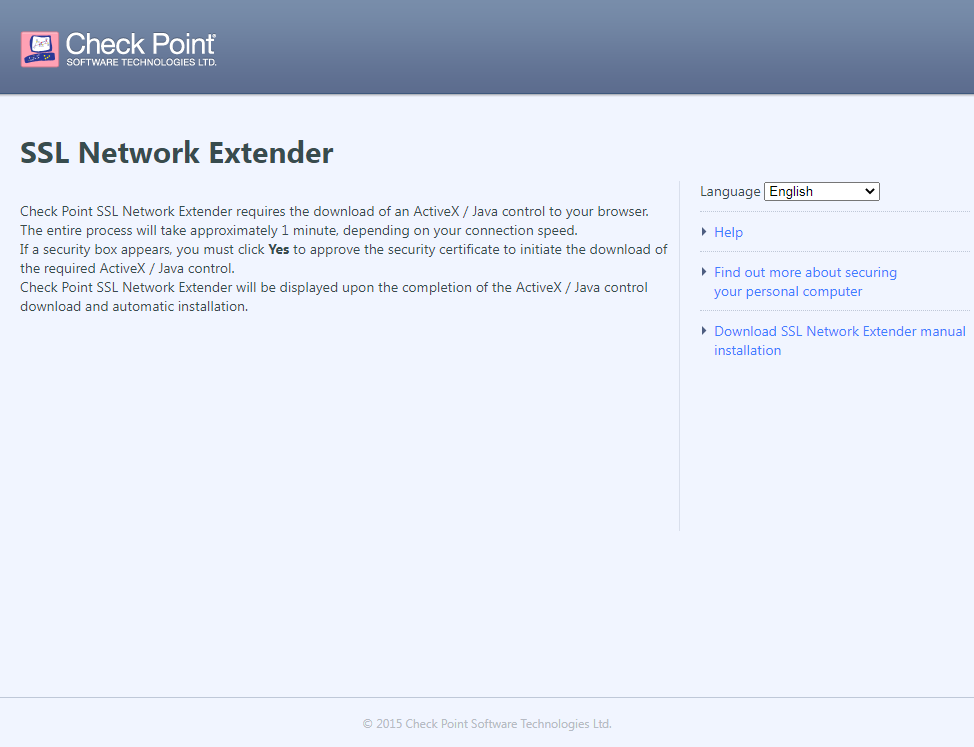 Check Point
SOFTWARE TECHNOLOGIES LTD.
SSL Network Extender
Check Point SSL Network Extender requires the download of an ActiveX / Java control to your browser.
The entire process will take approximately 1 minute, depending on your connection speed.
If a security box appears, you must click Yes to approve the security certificate to initiate the download of
the required ActiveX / Java control.
Check Point SSL Network Extender will be displayed upon the completion of the ActiveX / Java control
download and automatic installation.
Language English
Help
Find out more about securing
your personal computer
Download SSL Network Extender manual
installation
© 2015 Check Point Software Technologies Ltd.